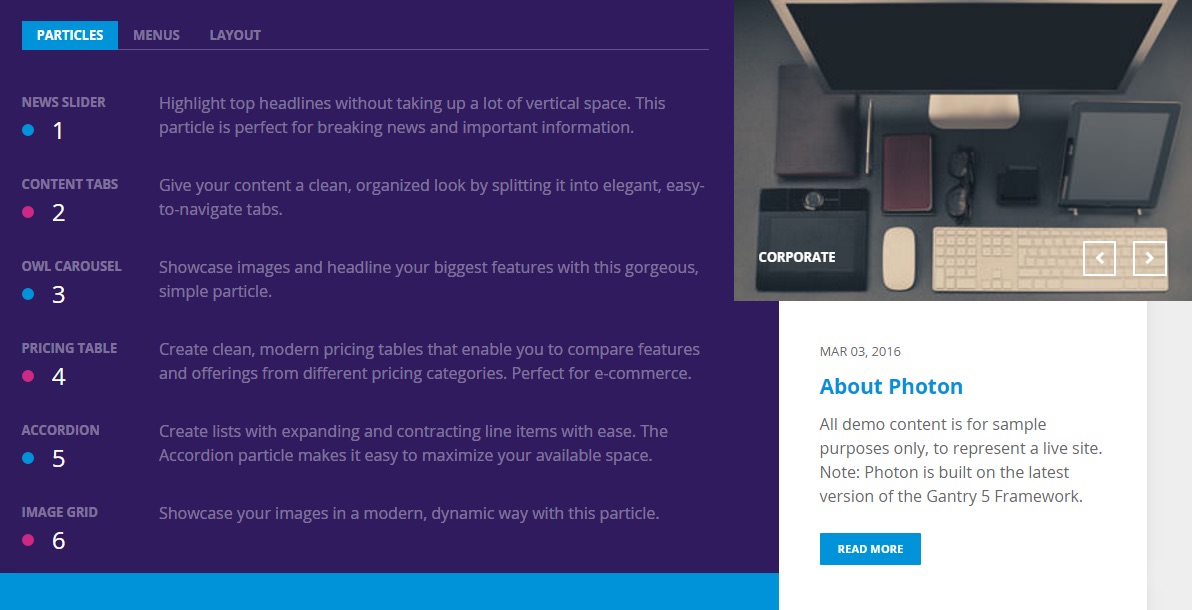 PARTICLES MENUS LAYOUT
NEWS SLIDER
1
Highlight top headlines without taking up a lot of vertical space. This
particle is perfect for breaking news and important information.
CONTENT TABS
2
Give your content a clean, organized look by splitting it into elegant, easy-
to-navigate tabs.
OWL CAROUSEL
3
Showcase images and headline your biggest features with this gorgeous,
simple particle.
PRICING TABLE
4
Create clean, modern pricing tables that enable you to compare features
and offerings from different pricing categories. Perfect for e-commerce.
ACCORDION
5
Create lists with expanding and contracting line items with ease. The
Accordion particle makes it easy to maximize your available space.
IMAGE GRID
6
Showcase your images in a modern, dynamic way with this particle.
CORPORATE
MAR 03, 2016
About Photon
All demo content is for sample
purposes only, to represent a live site.
Note: Photon is built on the latest
version of the Gantry 5 Framework.
READ MORE